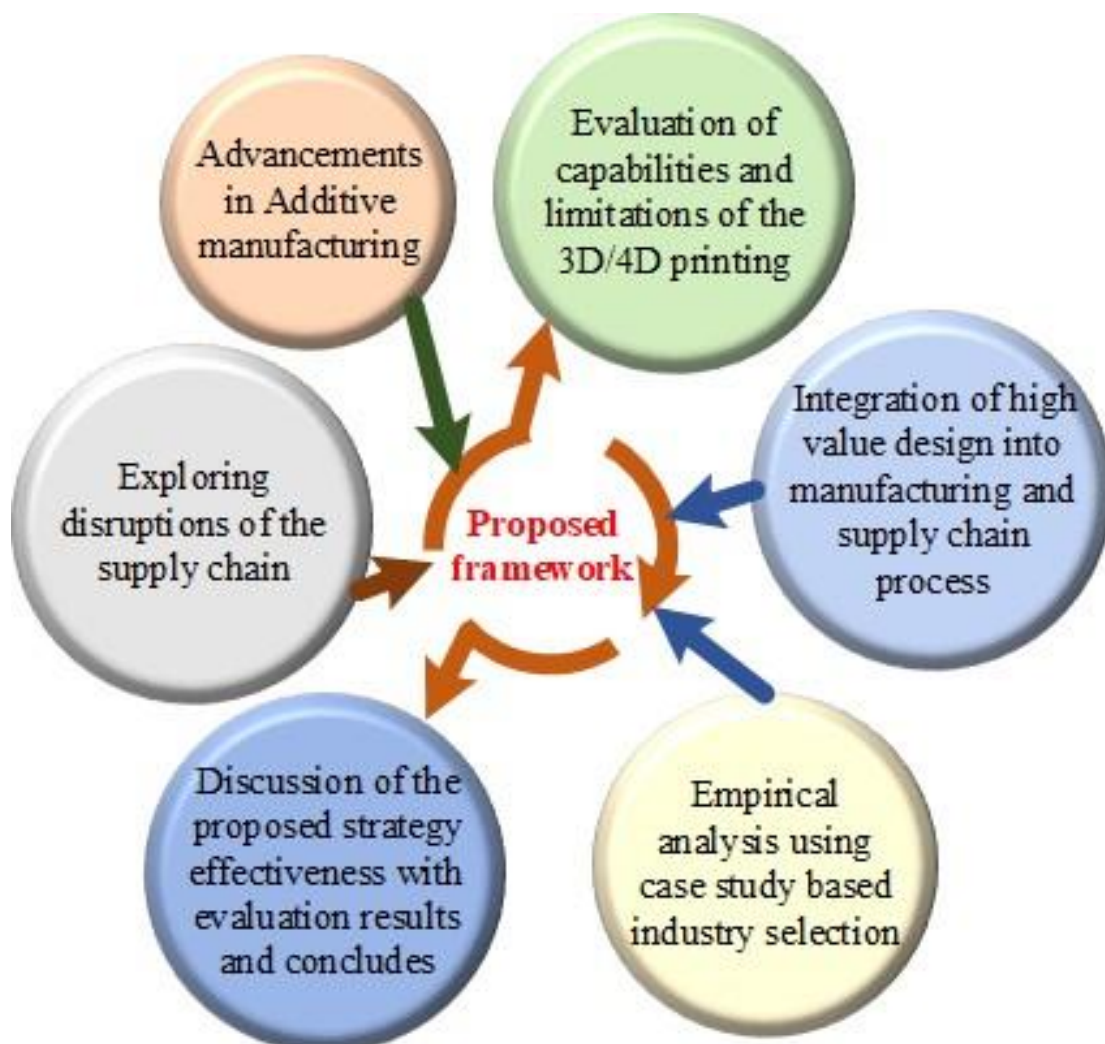 Advancements
in Additive
manufacturing
Evaluation of
capabilities and
limitations of the
3D/4D printing
Integration of high
value design into
manufacturing and
supply chain
process
Exploring
disruptions of the
supply chain
Proposed
framework
Discussion of the
proposed strategy
effectiveness with
evaluation results
and concludes
Empirical
analysis using
case study based
industry selection